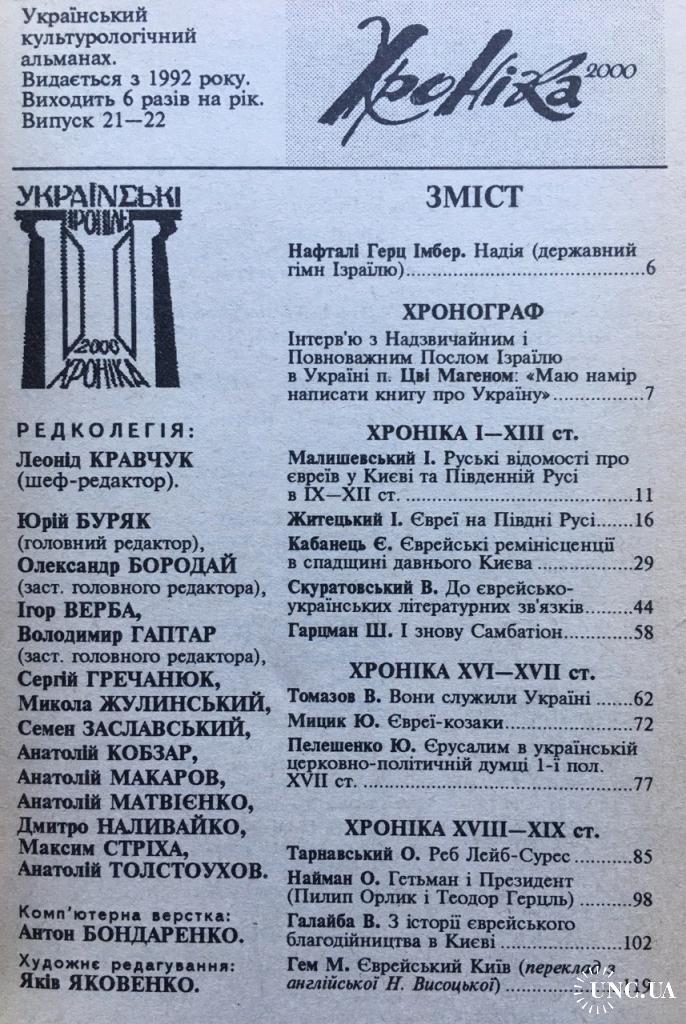 Український
культурологічний
альманах.
Видається з 1992 року.
Виходить 6 разів на рік.
Випуск 21—22
Хроніка 2000
УКРАЇНСЬКІ
ПРОПІЛЕЇ
2000
ХРОНІКА
РЕДКОЛЕГІЯ:
Леонід КРАВЧУК
(шеф-редактор).
Юрій БУРЯК
(головний редактор),
Олександр БОРОДАЙ
(заст. головного редактора),
Ігор ВЕРБА,
Володимир ГАПТАР
(заст. головного редактора),
Сергій ГРЕЧАНЮК,
Микола ЖУЛИНСЬКИЙ,
Семен ЗАСЛАВСЬКИЙ,
Анатолій КОБЗАР,
Анатолій МАКАРОВ,
Анатолій МАТВІЄНКО,
Дмитро НАЛИВАЙКО,
Максим СТРІХА,
Анатолій ТОЛСТОУХОВ.
Комп'ютерна верстка:
Антон БОНДАРЕНКО.
Художнє редагування:
Яків ЯКОВЕНКО.
ЗМІСТ
Нафталі Герц Імбер. Надія (державний
гімн Ізраїлю)..........6
ХРОНОГРАФ
Інтерв'ю з Надзвичайним і
Повноважним Послом Ізраїлю
в Україні п. Цві Магеном: «Маю намір
написати книгу про Україну»..........7
ХРОНІКА І—ХІІІ ст.
Малишевський І. Руські відомості про
євреїв у Києві та Південній Русі
в IX—XII ст. ..........11
Житецький І. Євреї на Півдні Русі......16
Кабанець Є. Єврейські ремінісценції
в спадщині давнього Києва ..........29
Скуратовський В. До єврейсько-
українських літературних зв'язків........44
Гарцман Ш. І знову Самбатіон..........58
ХРОНІКА XVI—XVII ст.
Томазов В. Вони служили Україні ......62
Мицик Ю. Євреї-козаки..........72
Пелешенко Ю. Єрусалим в українській
церковно-політичній думці 1-ї пол.
XVII ст. ..........77
ХРОНІКА XVIII—XIX ст.
Тарнавський О. Реб Лейб-Сурес..........85
Найман О. Гетьман і Президент
(Пилип Орлик і Теодор Герцль) ..........98
Галайба В. З історії єврейського
благодійництва в Києві ..........102
Гем М. Єврейський Київ (переклад з
англійської Н. Висоцької) ..........119
UNC.UA